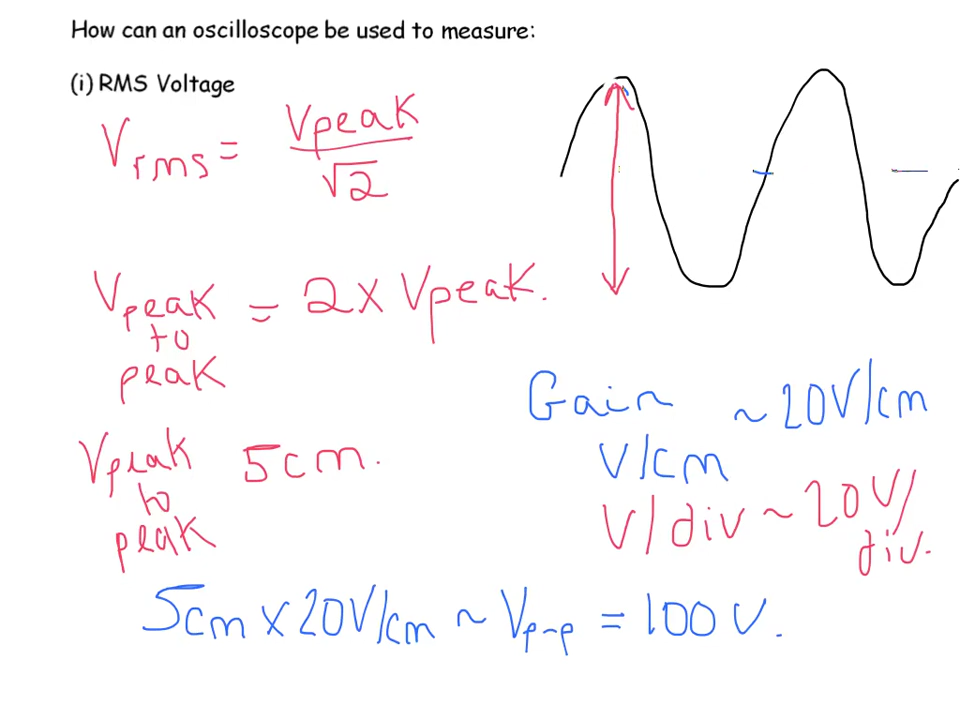 How can an oscilloscope be used to measure:
(i) RMS Voltage
Vrms = Vpeak / √2
Vpeak to peak = 2 x Vpeak.
Gain ~ 20V/cm
V/cm
V/div ~ 20V/div.
Vpeak to peak 5cm.
5cm x 20V/cm ~ Vp-p = 100V.